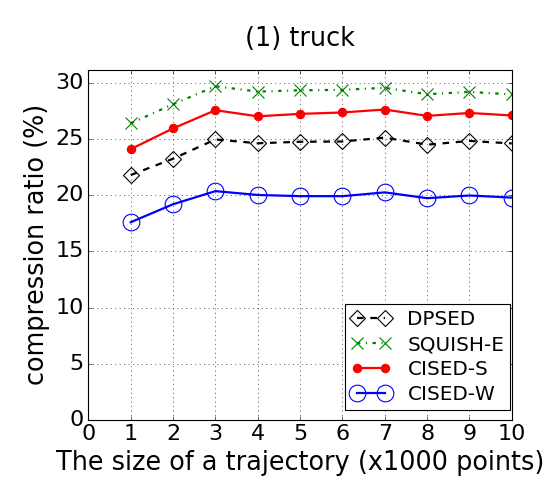 (1) truck
compression ratio (%)
30
25
20
15
10
5
0
DPSED
SQUISH-E
CISED-S
CISED-W
0 1 2 3 4 5 6 7 8 9 10
The size of a trajectory (x1000 points)